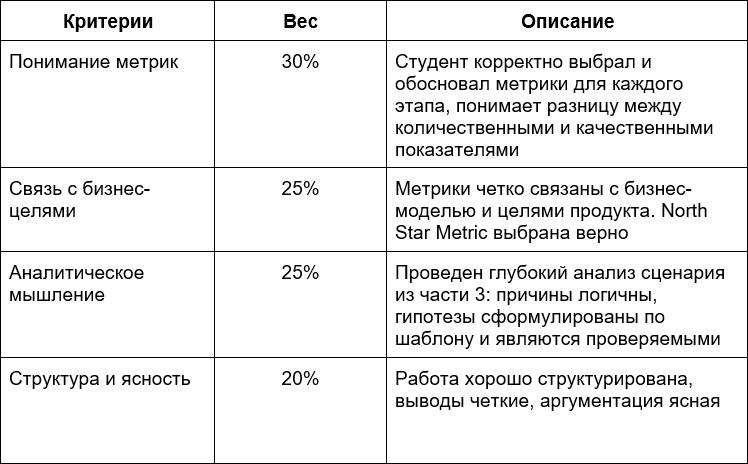 Критерии Вес Описание
Понимание метрик 30% Студент корректно выбрал и
обосновал метрики для каждого
этапа, понимает разницу между
количественными и качественными
показателями
Связь с бизнес- 25% Метрики четко связаны с бизнес-
целями моделью и целями продукта. North
Star Metric выбрана верно
Аналитическое 25% Проведен глубокий анализ сценария
мышление из части 3: причины логичны,
гипотезы сформулированы по
шаблону и являются проверяемыми
Структура и ясность 20% Работа хорошо структурирована,
выводы четкие, аргументация ясная